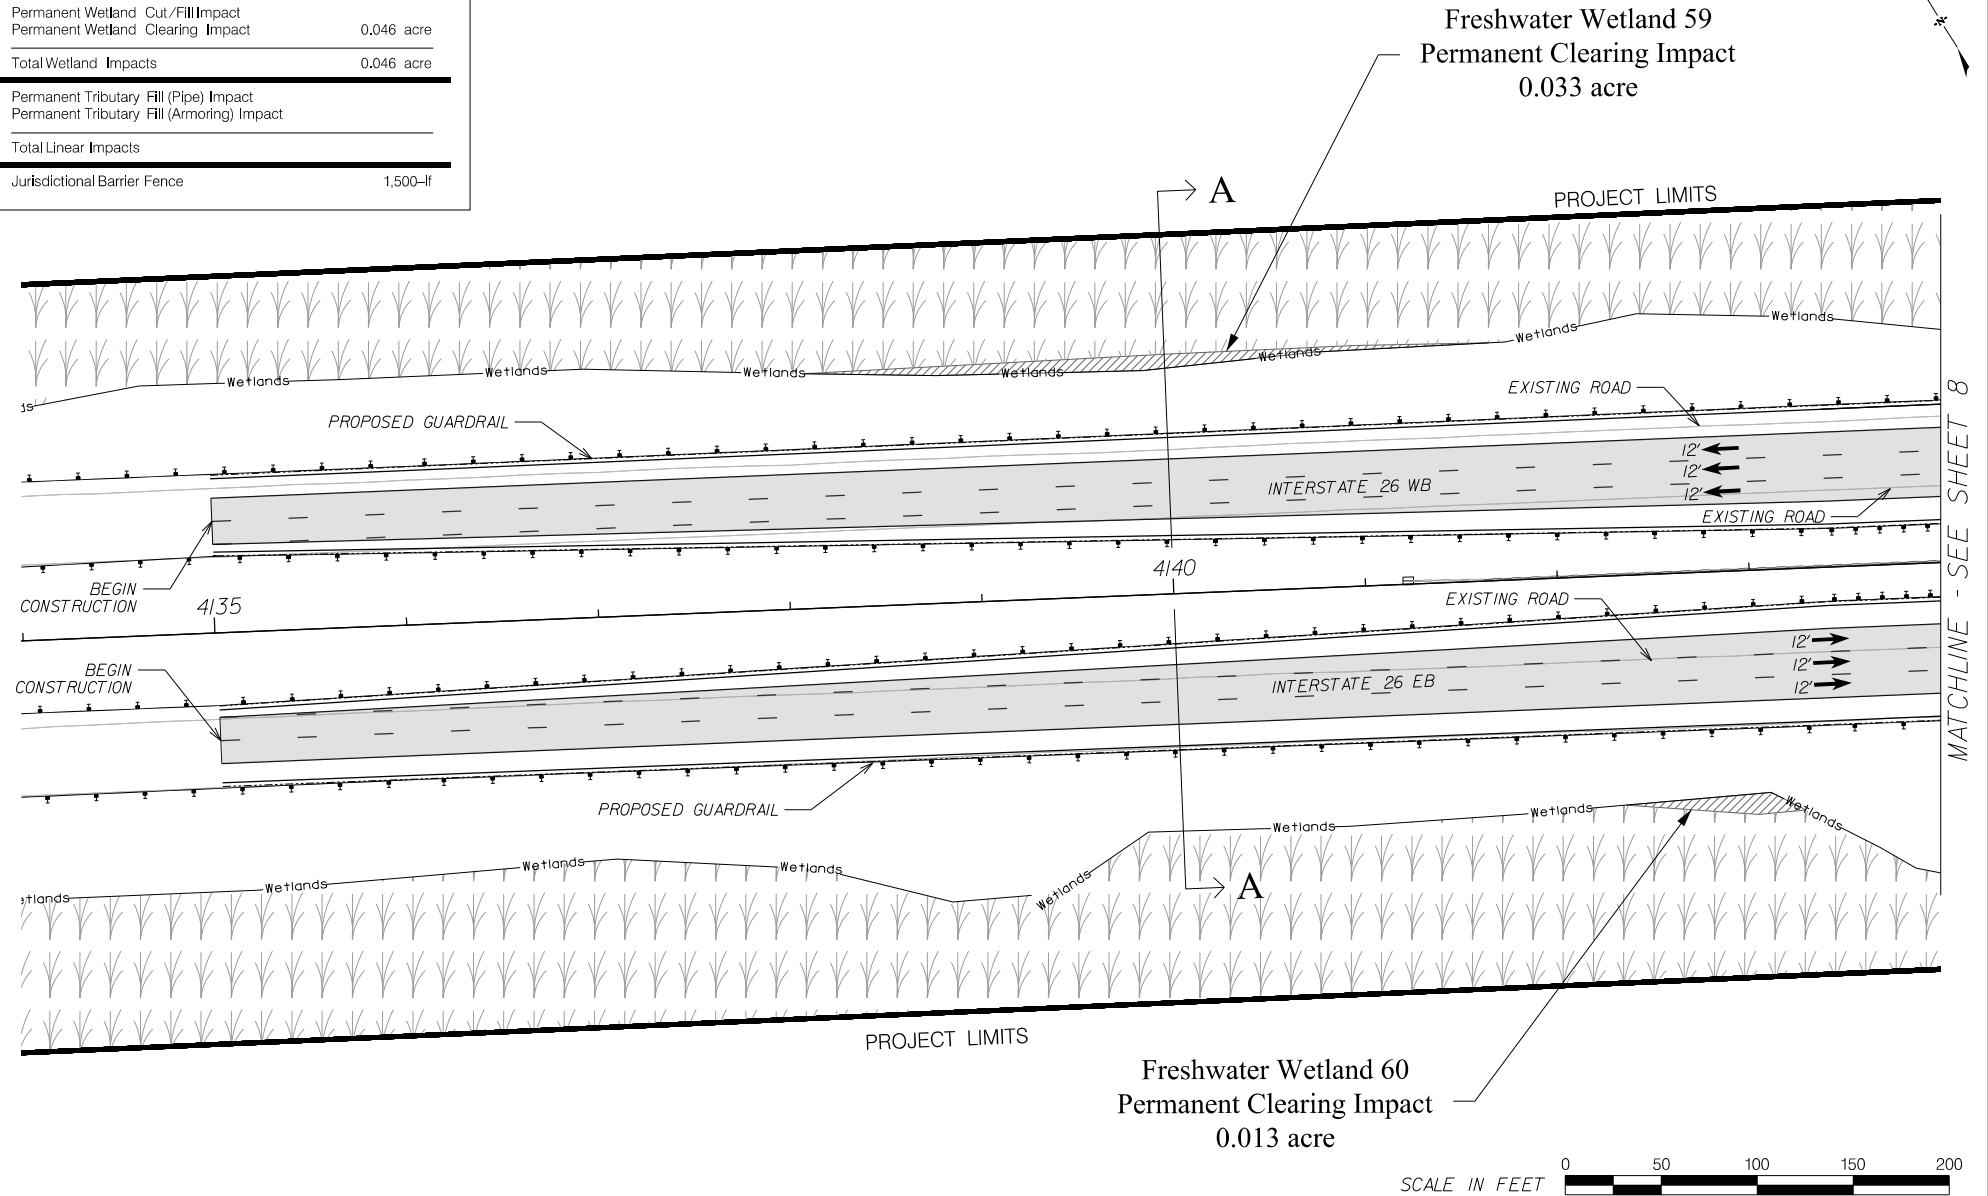 Permanent Wetland Cut/Fill Impact
Permanent Wetland Clearing Impact 0.046 acre
Total Wetland Impacts 0.046 acre
Permanent Tributary Fill (Pipe) Impact
Permanent Tributary Fill (Armoring) Impact
Total Linear Impacts
Jurisdictional Barrier Fence 1,500-lf
Freshwater Wetland 59
Permanent Clearing Impact
0.033 acre
N
A
PROJECT LIMITS
Wetlands
Wetlands
Wetlands
Wetlands
Wetlands
Wetlands
Wetlands
ds
EXISTING ROAD
PROPOSED GUARDRAIL
12'
12'
12'
INTERSTATE 26 WB
EXISTING ROAD
MATCHLINE - SEE SHEET 8
BEGIN
CONSTRUCTION
4135
4140
EXISTING ROAD
BEGIN
CONSTRUCTION
12'
12'
12'
INTERSTATE 26 EB
PROPOSED GUARDRAIL
Wetlands
Wetlands
Wetlands
Wetlands
Wetlands
Wetlands
Wetlands
etlands
A
PROJECT LIMITS
Freshwater Wetland 60
Permanent Clearing Impact
0.013 acre
SCALE IN FEET
0 50 100 150 200